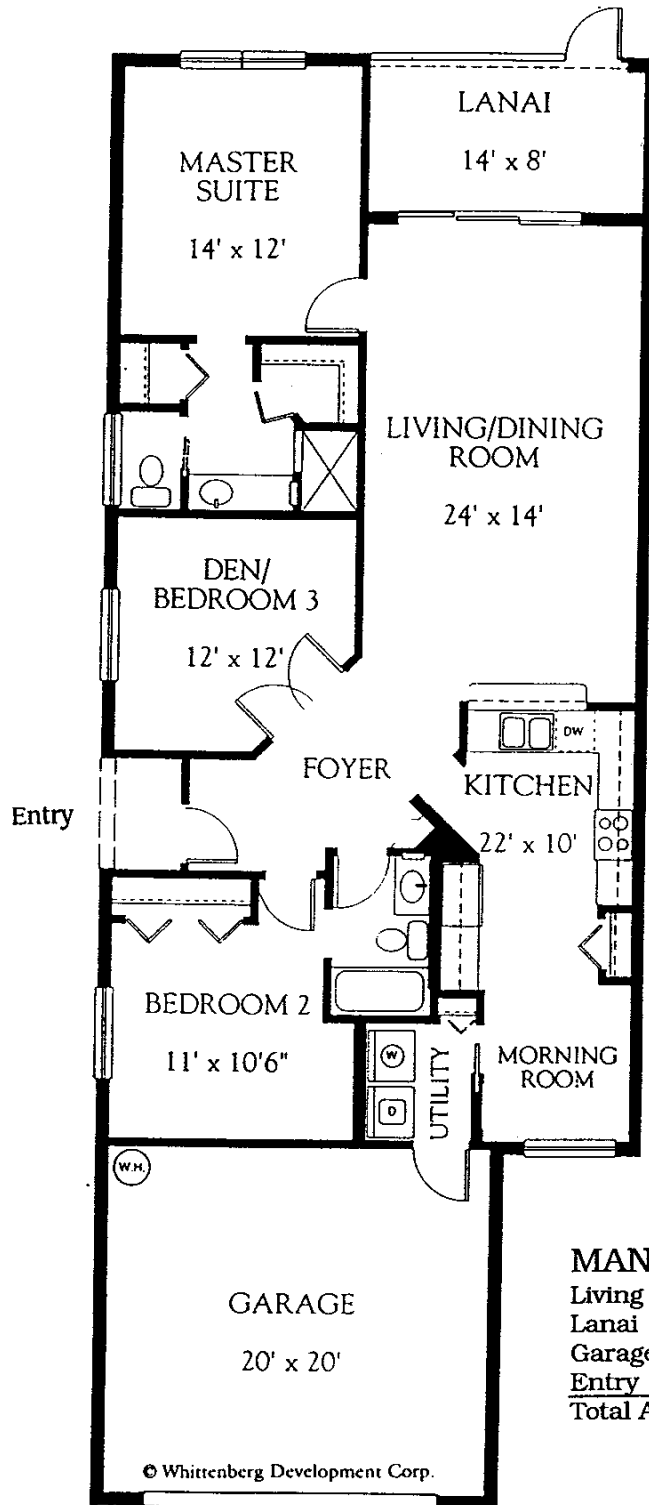 LANAI
14' x 8'
MASTER
SUITE
14' x 12'
LIVING/DINING
ROOM
24' x 14'
DEN/
BEDROOM 3
12' x 12'
DW
FOYER
KITCHEN
22' x 10'
Entry
BEDROOM 2
11' x 10'6"
W
D
UTILITY
MORNING
ROOM
W.H.
GARAGE
20' x 20'
MAN
Living
Lanai
Garage
Entry
Total A
© Whittenberg Development Corp.